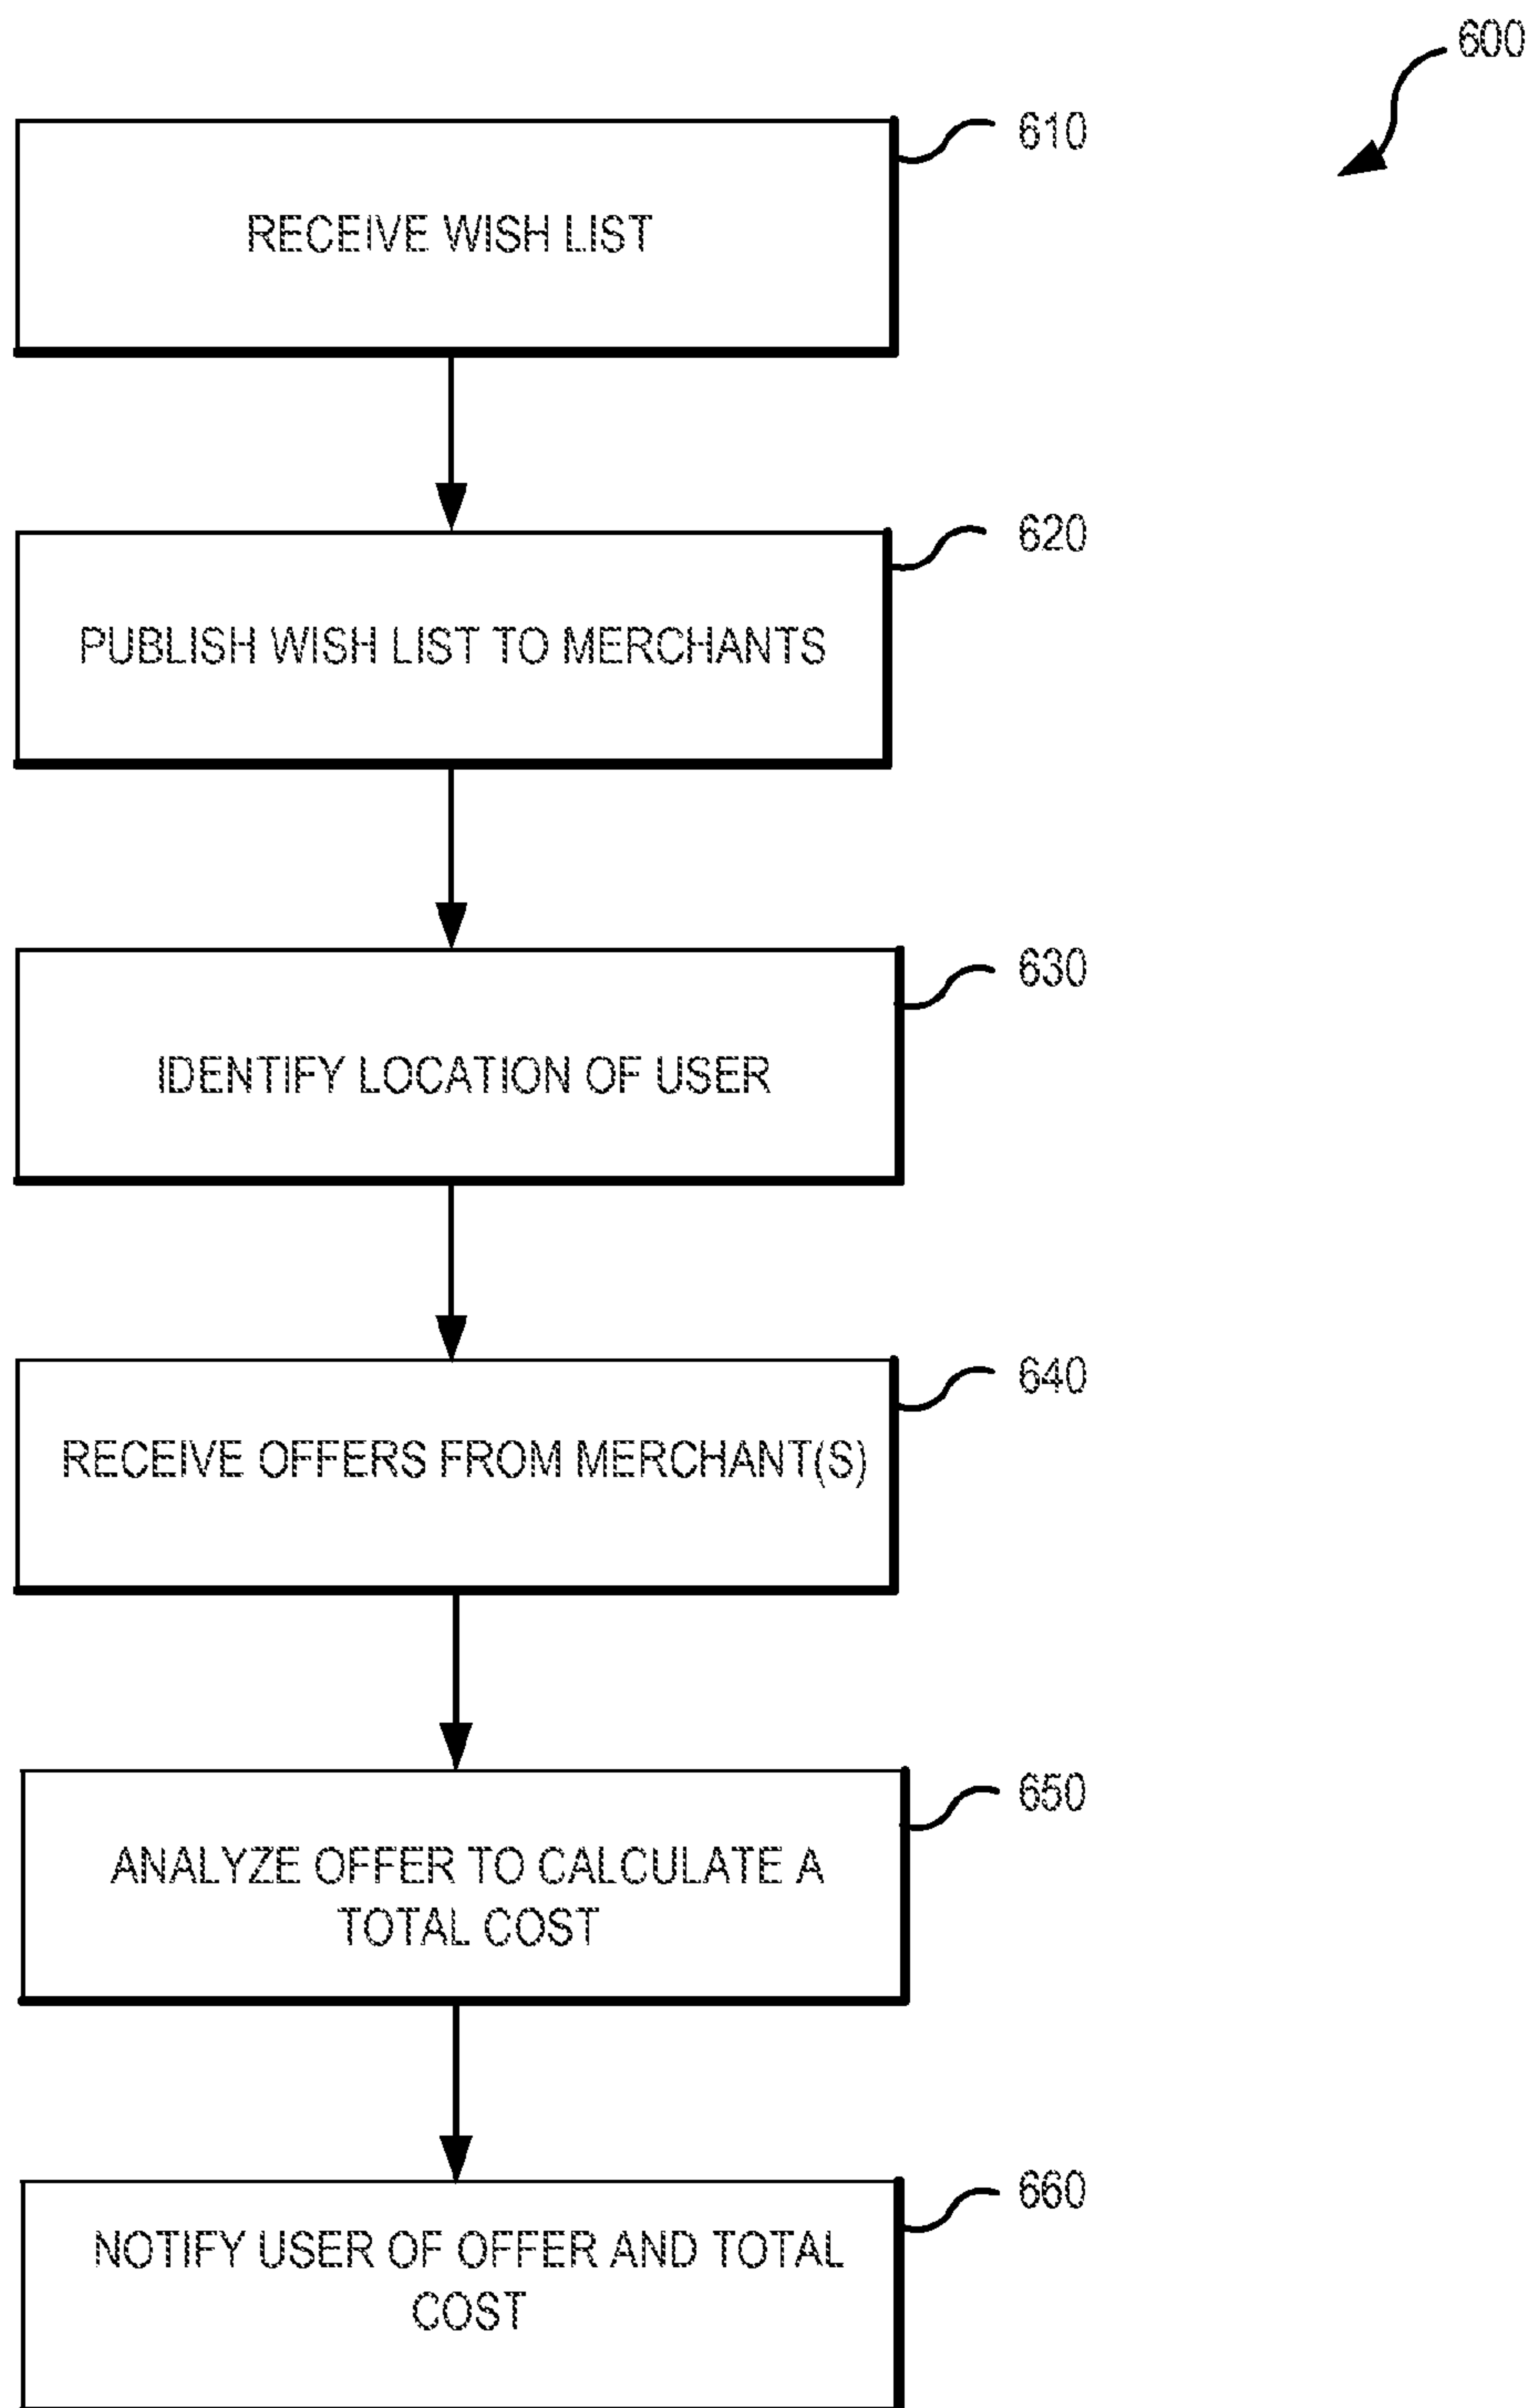 600
610
RECEIVE WISH LIST
620
PUBLISH WISH LIST TO MERCHANTS
630
IDENTIFY LOCATION OF USER
640
RECEIVE OFFERS FROM MERCHANT(S)
650
ANALYZE OFFER TO CALCULATE A
TOTAL COST
660
NOTIFY USER OF OFFER AND TOTAL
COST